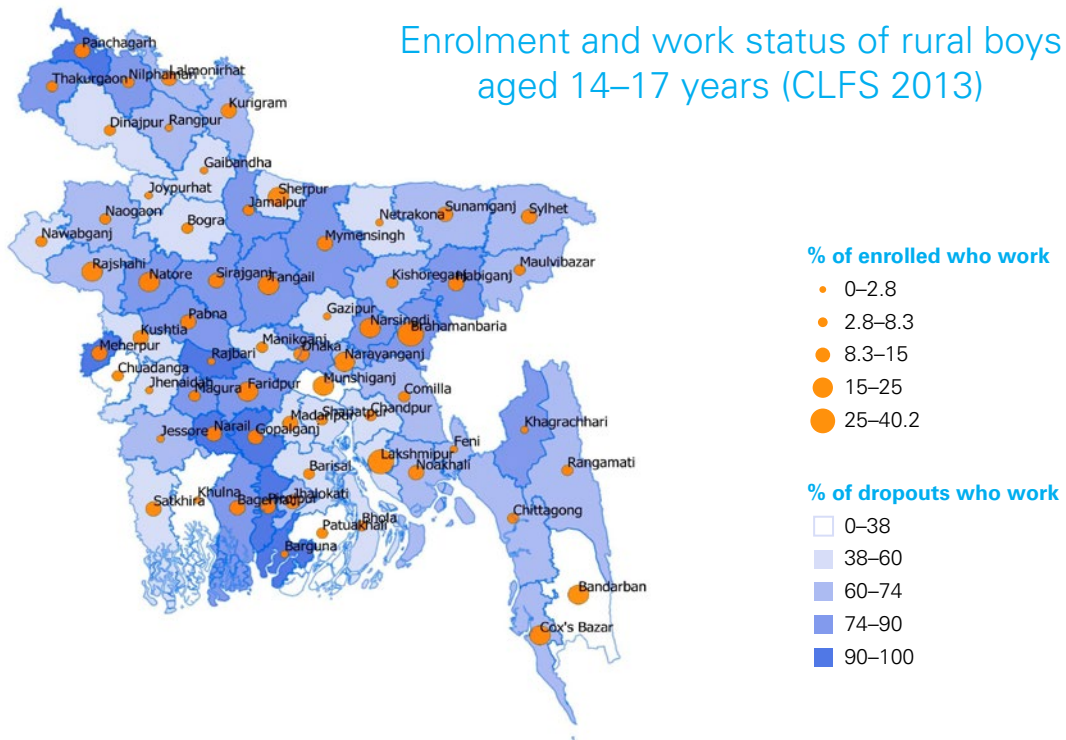 Enrolment and work status of rural boys
aged 14–17 years (CLFS 2013)
Panchagarh
Thakurgaon
Nilphamari
Lalmonirhat
Kurigram
Dinajpur
Rangpur
Gaibandha
Joypurhat
Sherpur
Jamalpur
Naogaon
Bogra
Netrakona
Sunamganj
Sylhet
Nawabganj
Mymensingh
Rajshahi
Natore
Sirajganj
Tangail
Kishoreganj
Habiganj
Maulvibazar
Pabna
Gazipur
Narsingdi
Brahamanbaria
Kushtia
Meherpur
Rajbari
Manikganj
Dhaka
Narayanganj
Chuadanga
Jhenaidah
Magura
Faridpur
Munshiganj
Comilla
Jessore
Narail
Gopalganj
Madaripur
Shariatpur
Chandpur
Khagrachhari
Feni
Lakshmipur
Noakhali
Rangamati
Barisal
Satkhira
Khulna
Bagerhat
Pirojpur
Jhalokati
Patuakhali
Bhola
Chittagong
Barguna
Bandarban
Cox's Bazar
% of enrolled who work
0–2.8
2.8–8.3
8.3–15
15–25
25–40.2
% of dropouts who work
0–38
38–60
60–74
74–90
90–100